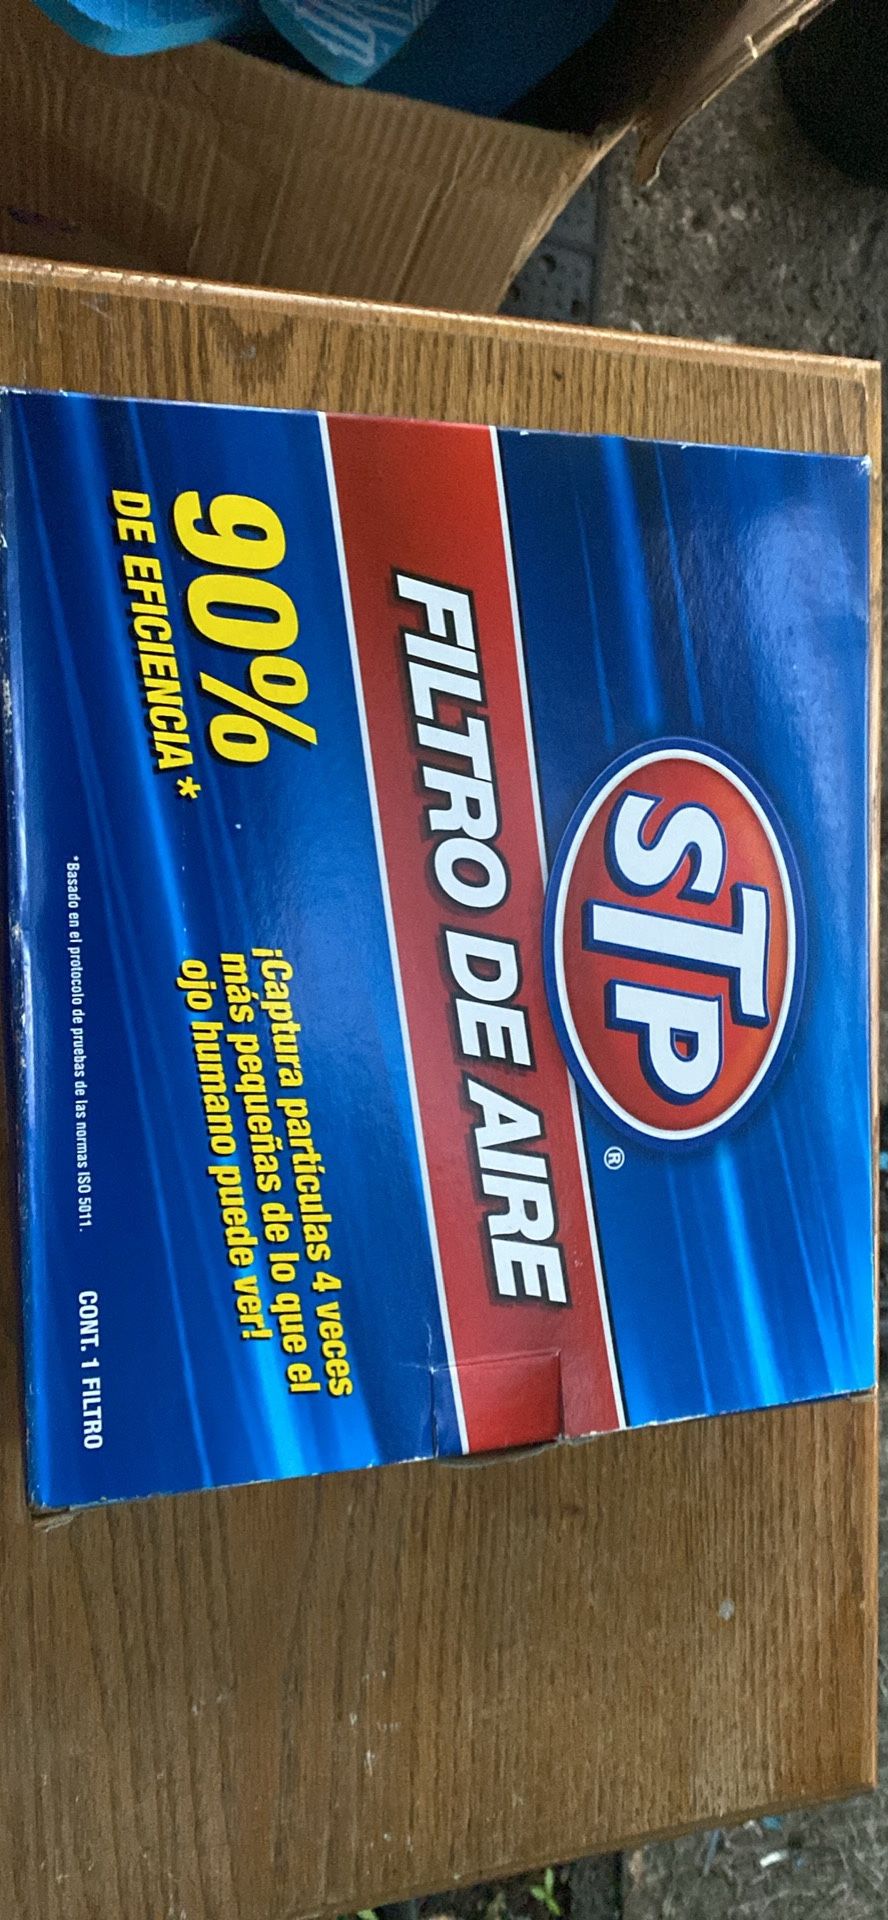 STP®
FILTRO DE AIRE
90%
DE EFICIENCIA*
¡Captura partículas 4 veces
más pequeñas de lo que el
ojo humano puede ver!
*Basado en el protocolo de pruebas de las normas ISO 5011.
CONT. 1 FILTRO